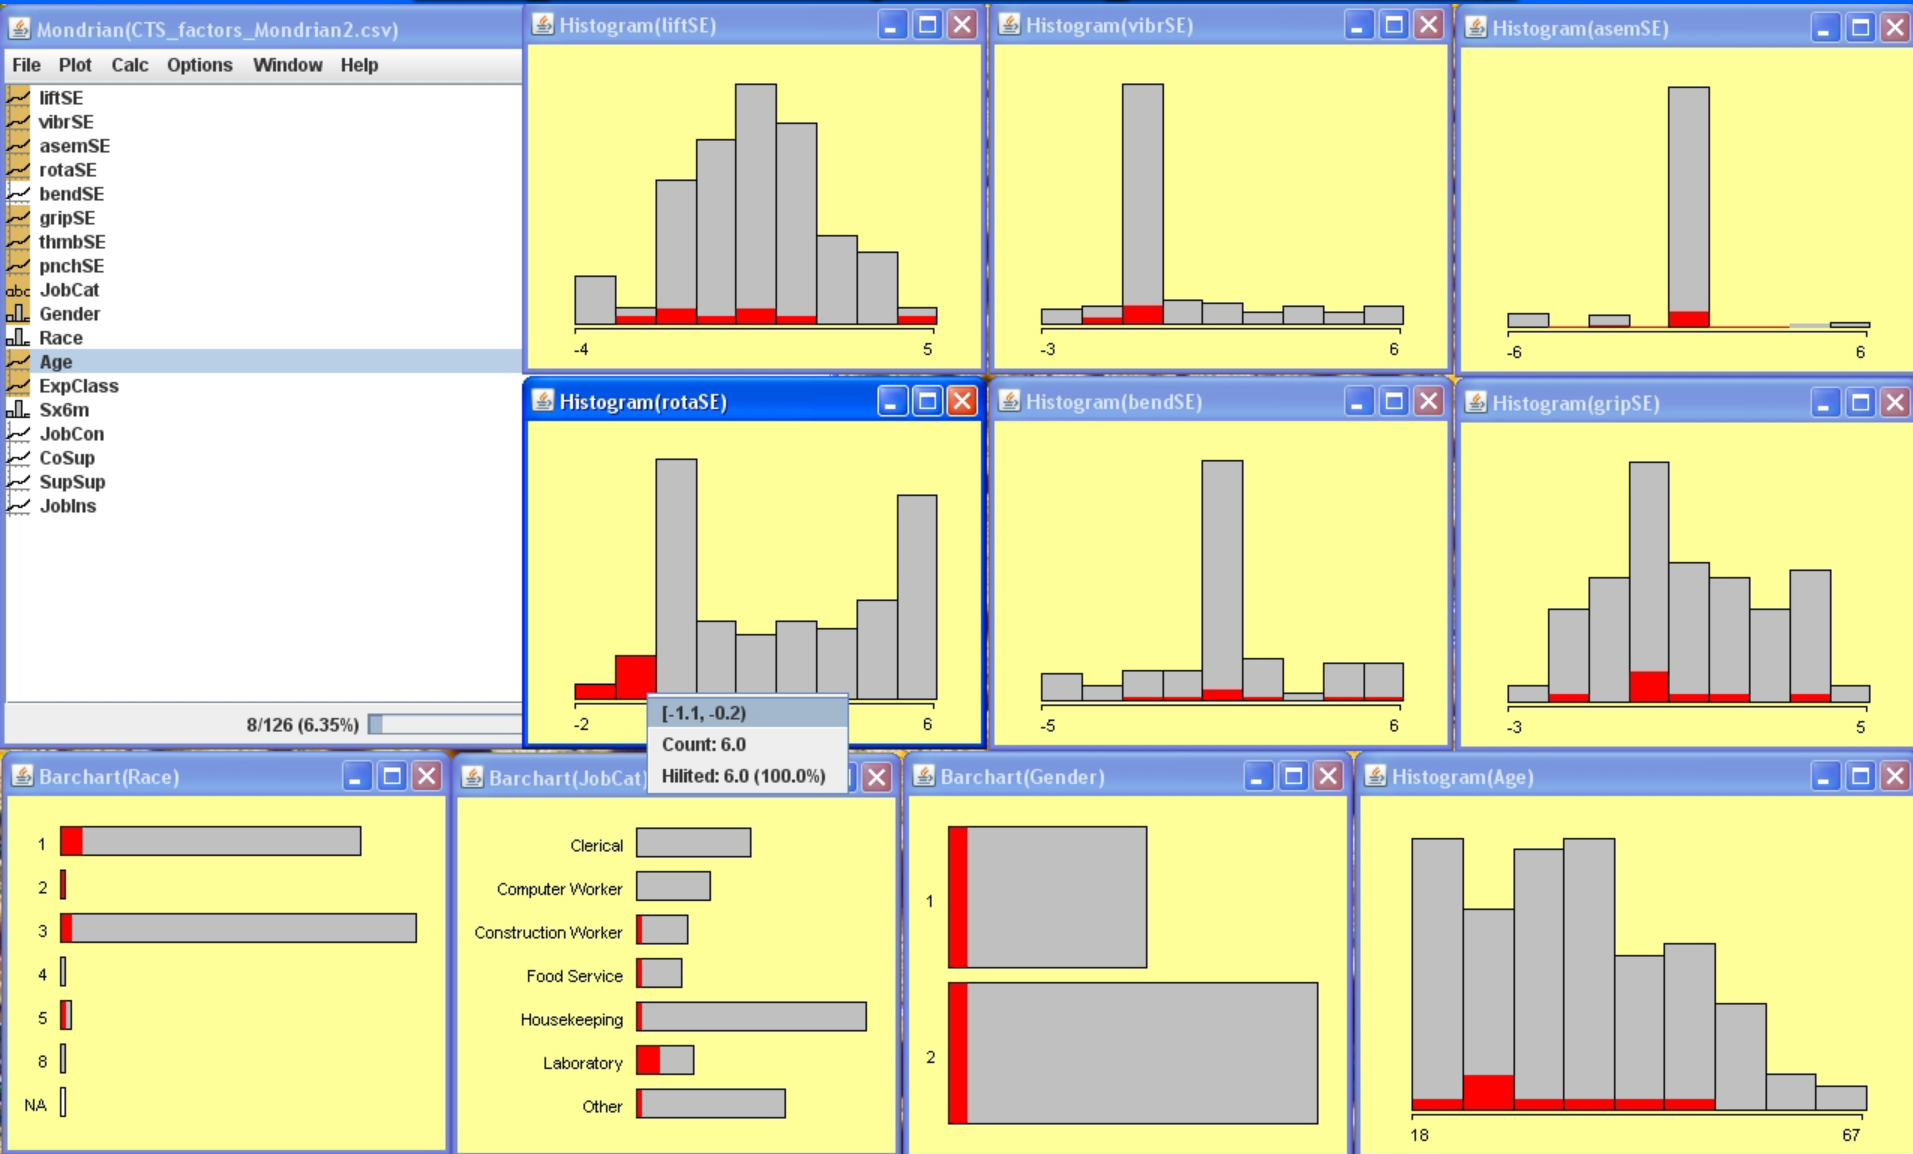 Mondrian(CTS_factors_Mondrian2.csv)
File Plot Calc Options Window Help
liftSE
vibrSE
asemSE
rotaSE
bendSE
gripSE
thmbSE
pnchSE
abc JobCat
Gender
Race
Age
ExpClass
Sx6m
JobCon
CoSup
SupSup
JobIns
8/126 (6.35%)
Histogram(liftSE)
-4 5
Histogram(vibrSE)
-3 6
Histogram(asemSE)
-6 6
Histogram(rotaSE)
-2 6
[-1.1, -0.2)
Count: 6.0
Hilited: 6.0 (100.0%)
Histogram(bendSE)
-5 6
Histogram(gripSE)
-3 5
Barchart(Race)
1
2
3
4
5
8
NA
Barchart(JobCat)
Clerical
Computer Worker
Construction Worker
Food Service
Housekeeping
Laboratory
Other
Barchart(Gender)
1
2
Histogram(Age)
18 67